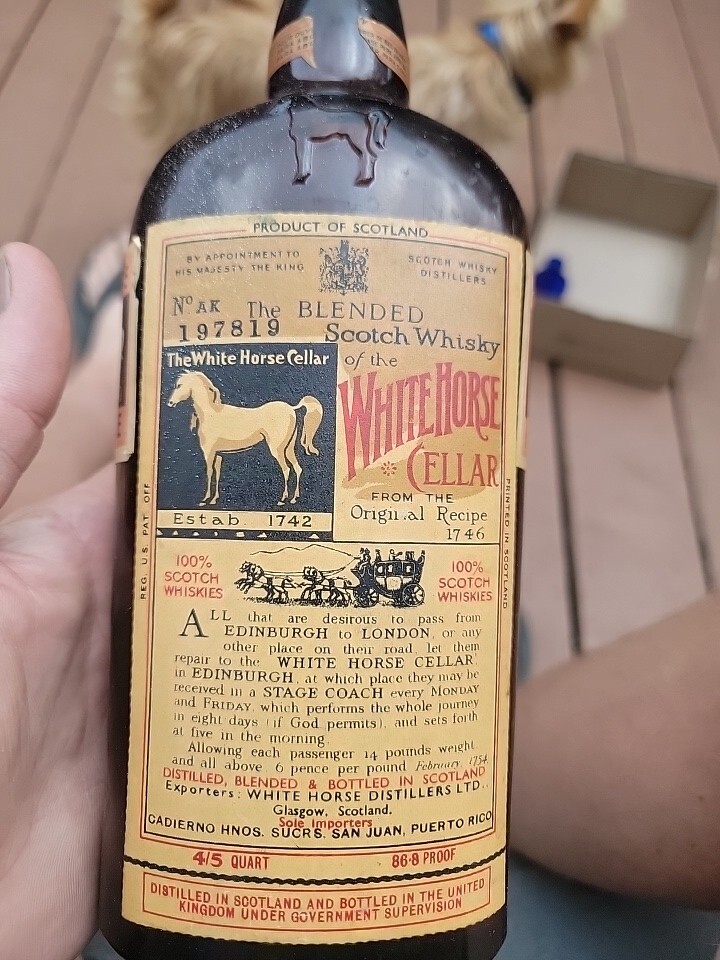 PRODUCT OF SCOTLAND
BY APPOINTMENT TO
HIS MAJESTY THE KING
SCOTCH WHISKY
DISTILLERS
No AK
197819
The BLENDED
Scotch Whisky
of the
WHITE HORSE
CELLAR
The White Horse Cellar
Estab. 1742
FROM THE
Original Recipe
1746
REG. U.S. PAT. OFF
PRINTED IN SCOTLAND
100%
SCOTCH
WHISKIES
100%
SCOTCH
WHISKIES
ALL that are desirous to pass from
EDINBURGH to LONDON, or any
other place on their road, let them
repair to the WHITE HORSE CELLAR,
in EDINBURGH, at which place they may be
received in a STAGE COACH every MONDAY
and FRIDAY, which performs the whole journey
in eight days (if God permits), and sets forth
at five in the morning.
Allowing each passenger 14 pounds weight,
and all above 6 pence per pound February, 1754.
DISTILLED, BLENDED & BOTTLED IN SCOTLAND
Exporters: WHITE HORSE DISTILLERS LTD.,
Glasgow, Scotland.
Sole Importers
CADIERNO HNOS. SUCRS. SAN JUAN, PUERTO RICO
4/5 QUART
86·8 PROOF
DISTILLED IN SCOTLAND AND BOTTLED IN THE UNITED
KINGDOM UNDER GOVERNMENT SUPERVISION